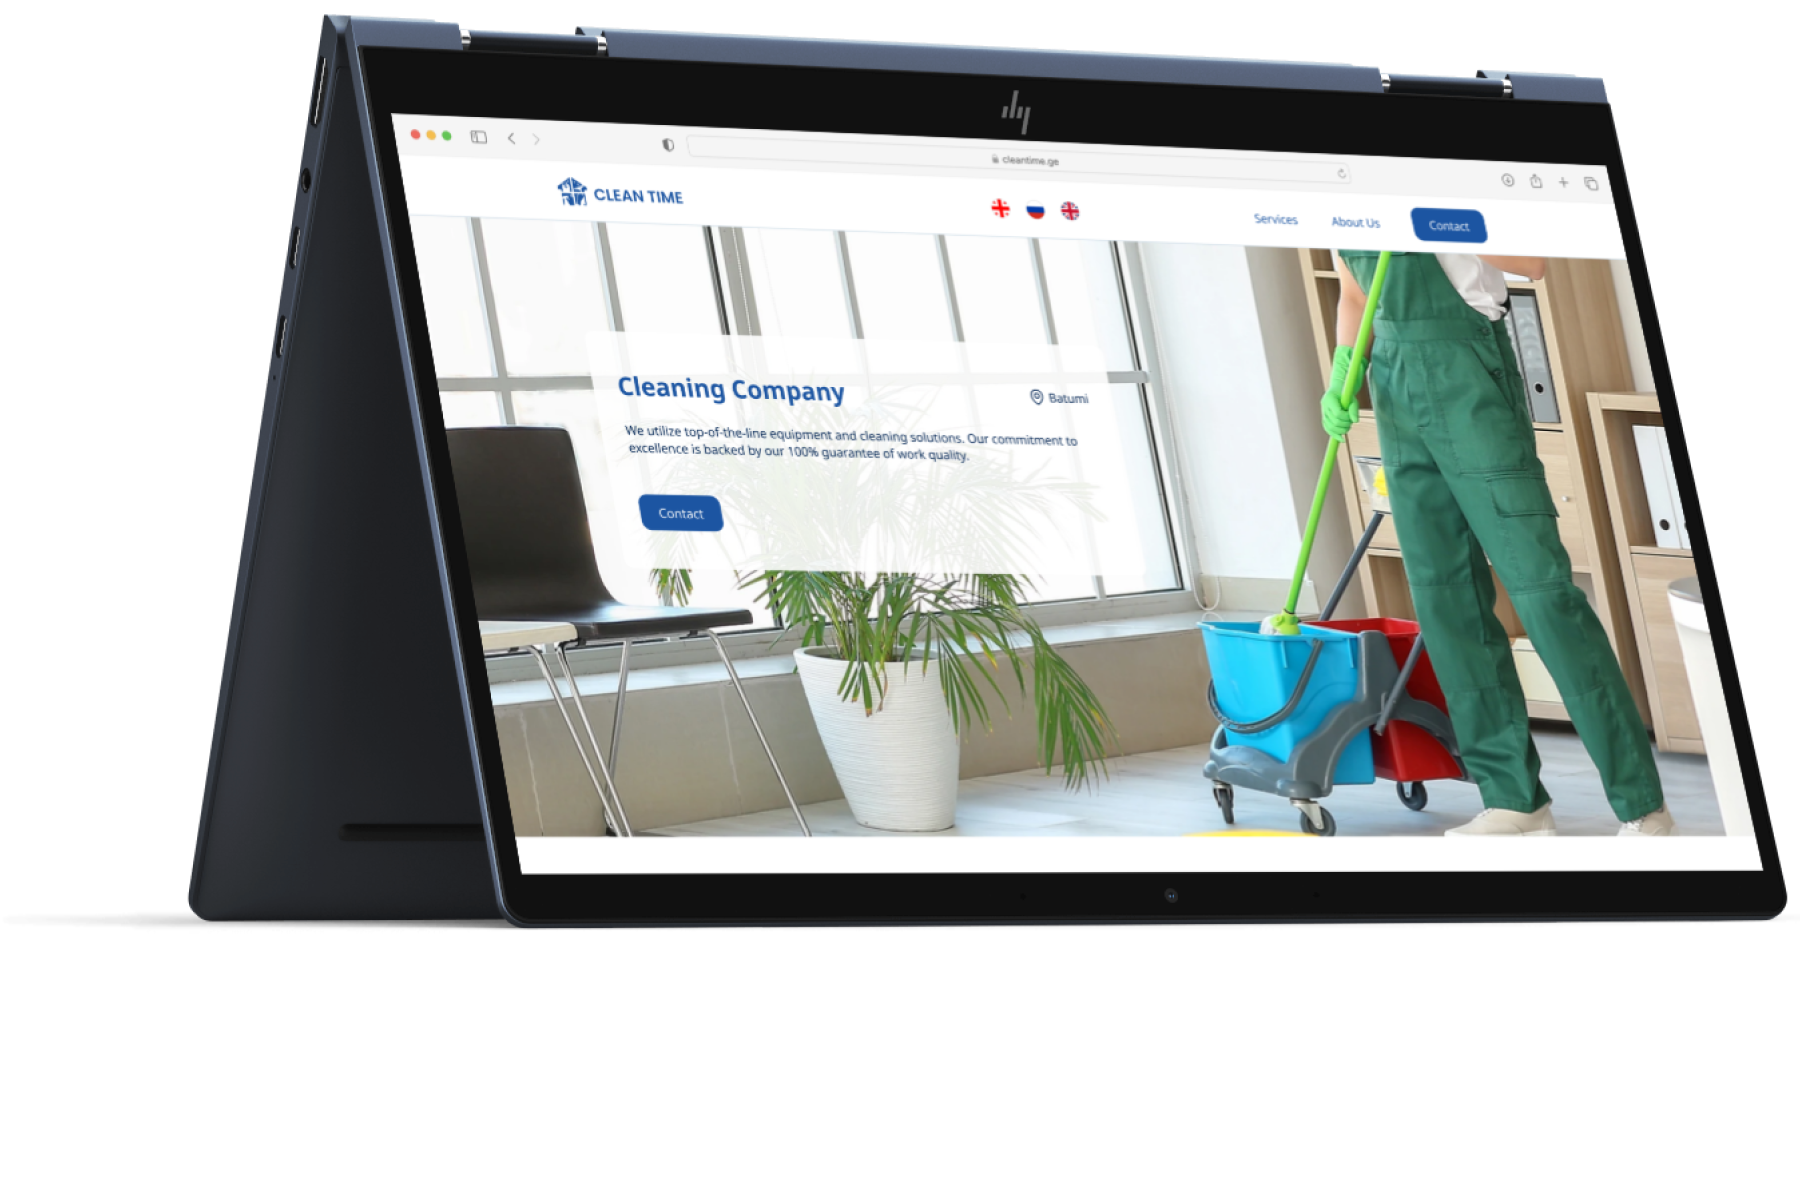 hp
cleantime.ge
CLEAN TIME
Services
About Us
Contact
Cleaning Company
Batumi
We utilize top-of-the-line equipment and cleaning solutions. Our commitment to
excellence is backed by our 100% guarantee of work quality.
Contact